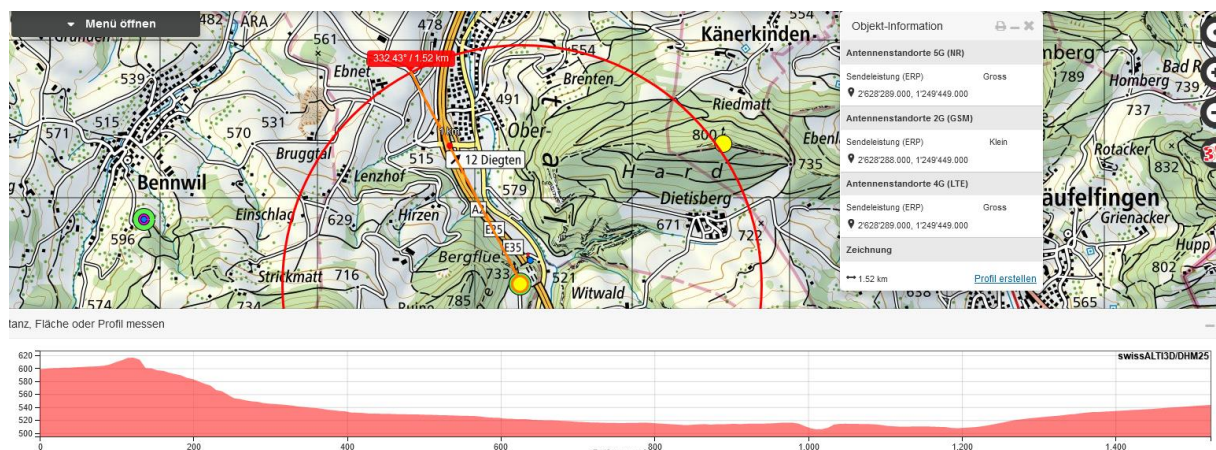 Menü öffnen
ARA
478
554
561
332.43° / 1.52 km
Känerkinden
539
Ebnet
554
Brenten
491
Riedmatt
571
515
570
531
Ober-
800
Bruggtal
515
12 Diegten
735
Lenzhof
Bennwil
579
Hard
Dietisberg
Einschlag
629
Hirzen
A2
671
722
596
E25
E35
Bergflue
Strickmatt
716
733
521
574
734
785
Witwald
Objekt-Information
Antennenstandorte 5G (NR)
Sendeleistung (ERP) Gross
2'628'289.000, 1'249'449.000
Antennenstandorte 2G (GSM)
Sendeleistung (ERP) Klein
2'628'288.000, 1'249'449.000
Antennenstandorte 4G (LTE)
Sendeleistung (ERP) Gross
2'628'289.000, 1'249'449.000
Zeichnung
1.52 km Profil erstellen
789
Bad R
Homberg
739
737
Rotacker
832
äufelfingen
Grienacker
Hupp
802
638
565
tanz, Fläche oder Profil messen
swissALTI3D/DHM25
620
600
580
560
540
520
500
0 200 400 600 800 1.000 1.200 1.400